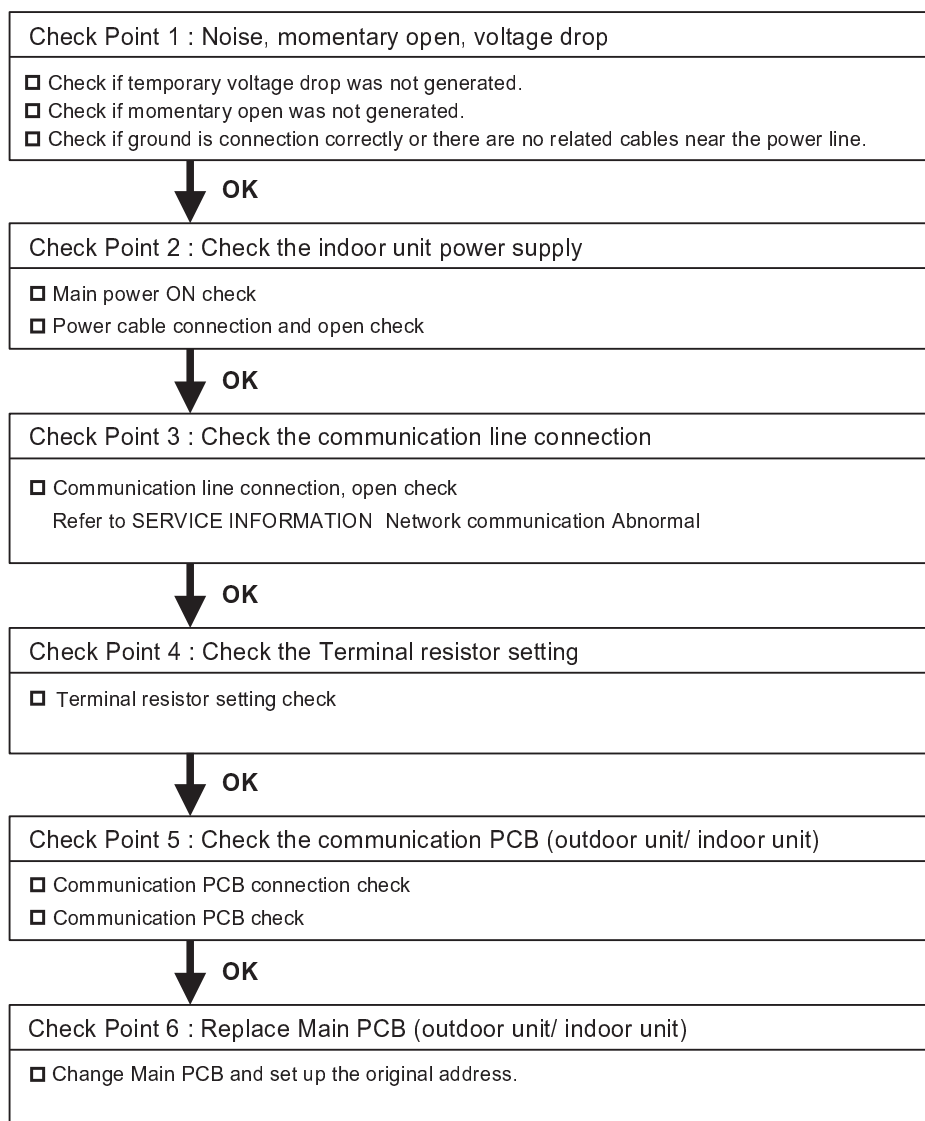 Check Point 1 : Noise, momentary open, voltage drop
Check if temporary voltage drop was not generated.
Check if momentary open was not generated.
Check if ground is connection correctly or there are no related cables near the power line.
OK
Check Point 2 : Check the indoor unit power supply
Main power ON check
Power cable connection and open check
OK
Check Point 3 : Check the communication line connection
Communication line connection, open check
Refer to SERVICE INFORMATION Network communication Abnormal
OK
Check Point 4 : Check the Terminal resistor setting
Terminal resistor setting check
OK
Check Point 5 : Check the communication PCB (outdoor unit/ indoor unit)
Communication PCB connection check
Communication PCB check
OK
Check Point 6 : Replace Main PCB (outdoor unit/ indoor unit)
Change Main PCB and set up the original address.